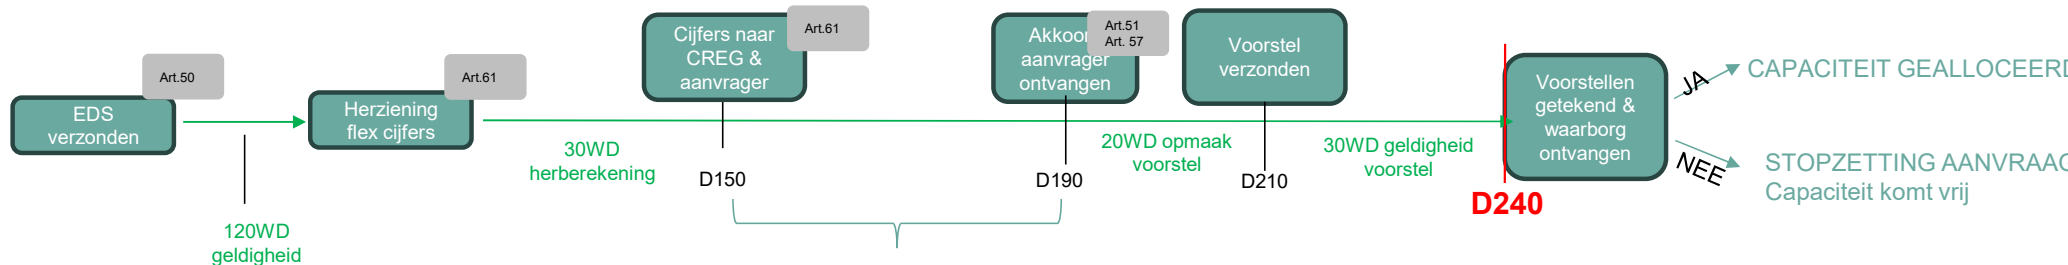 EDS
verzonden
Art.50
120WD
geldigheid
Herziening
flex cijfers
Art.61
30WD
herberekening
Cijfers naar
CREG &
aanvrager
Art.61
D150
Akkoor
aanvrager
ontvangen
Art.51
Art. 57
D190
20WD opmaak
voorstel
Voorstel
verzonden
D210
30WD geldigheid
voorstel
D240
Voorstellen
getekend &
waarborg
ontvangen
JA
CAPACITEIT GEALLOCEERD
NEE
STOPZETTING AANVRAAG
Capaciteit komt vrij